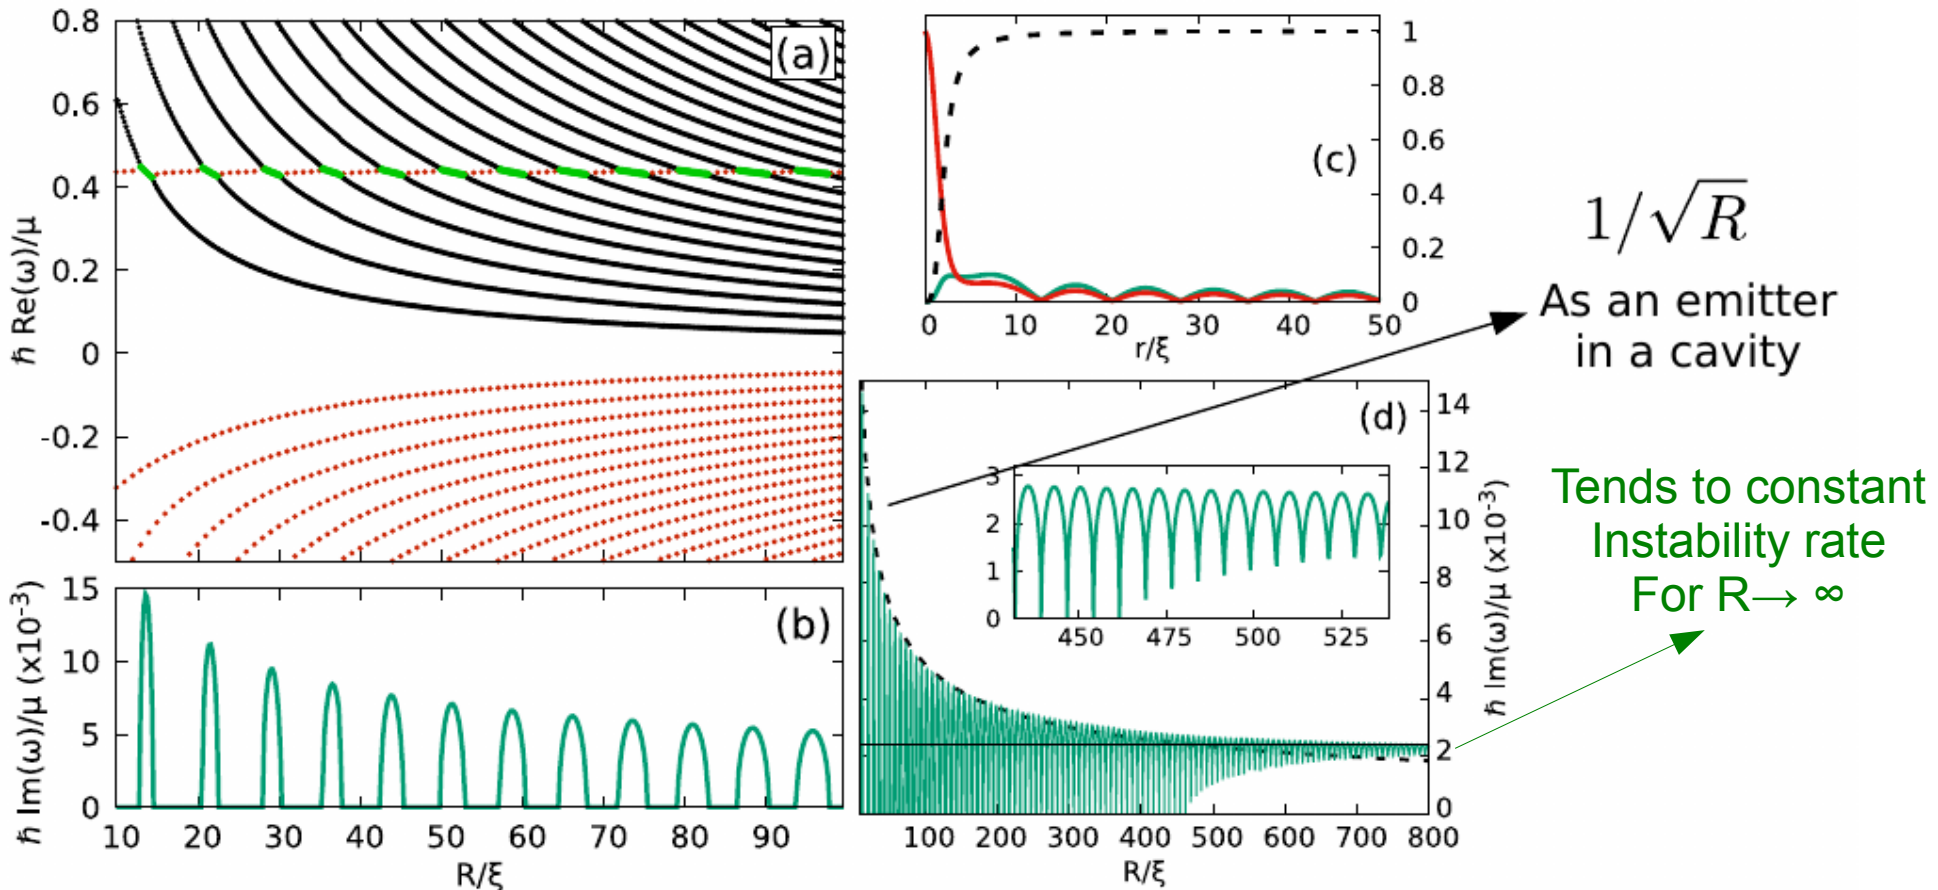 0.8
0.6
0.4
0.2
0
-0.2
-0.4
ħ Re(ω)/μ
(a)
15
10
5
0
ħ Im(ω)/μ (x10⁻³)
(b)
10 20 30 40 50 60 70 80 90
R/ξ
1
0.8
0.6
0.4
0.2
0
(c)
0 10 20 30 40 50
r/ξ
14
12
10
8
6
4
2
0
ħ Im(ω)/μ (x10⁻³)
(d)
3
2
1
0
450 475 500 525
100 200 300 400 500 600 700 800
R/ξ
1/√R
As an emitter
in a cavity
Tends to constant
Instability rate
For R→ ∞